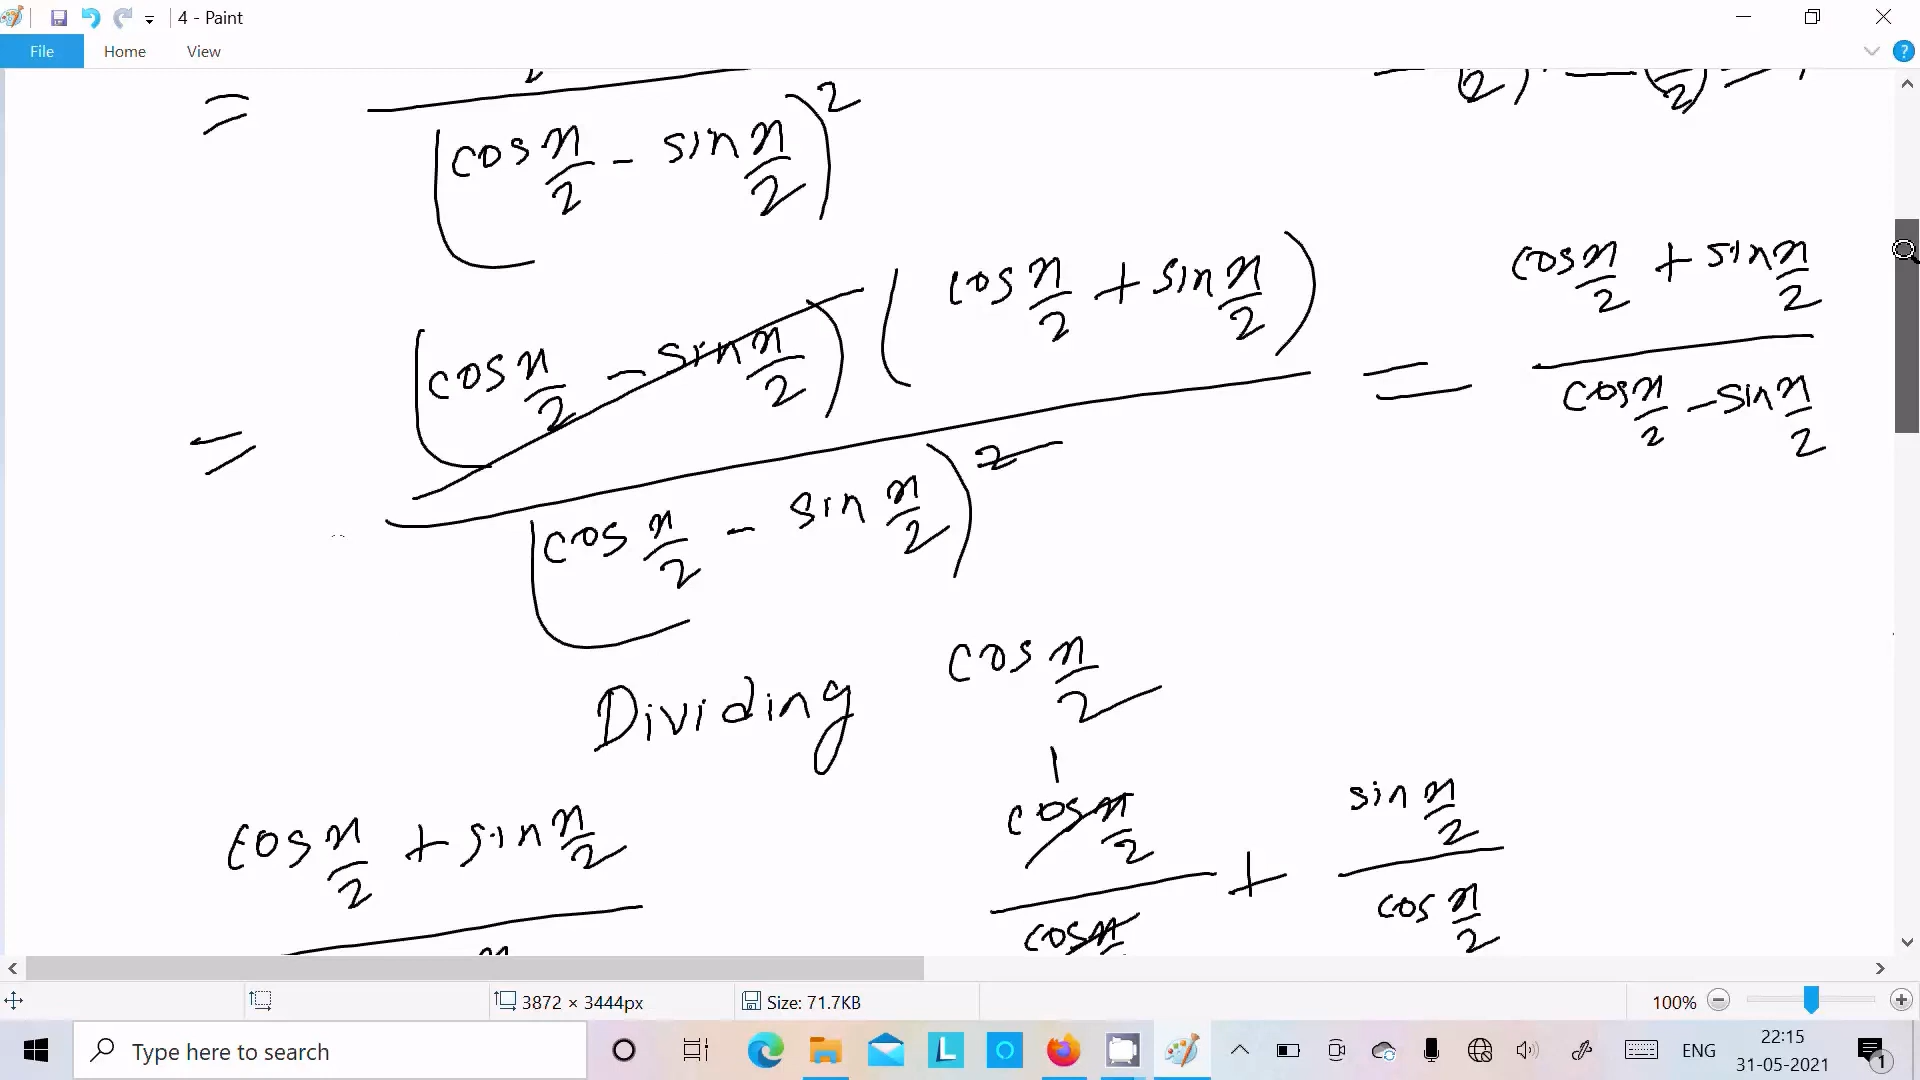 4 - Paint
File Home View
=
(cos x/2 - sin x/2)^2
= (cos x/2 - sin x/2) (cos x/2 + sin x/2) / (cos x/2 - sin x/2)^2 = cos x/2 + sin x/2 / cos x/2 - sin x/2
Dividing cos x/2
1
cos x/2 + sin x/2
cos x/2 / cos x + sin x/2 / cos x/2
3872 × 3444px Size: 71.7KB 100%
Type here to search
ENG 22:15
31-05-2021
1